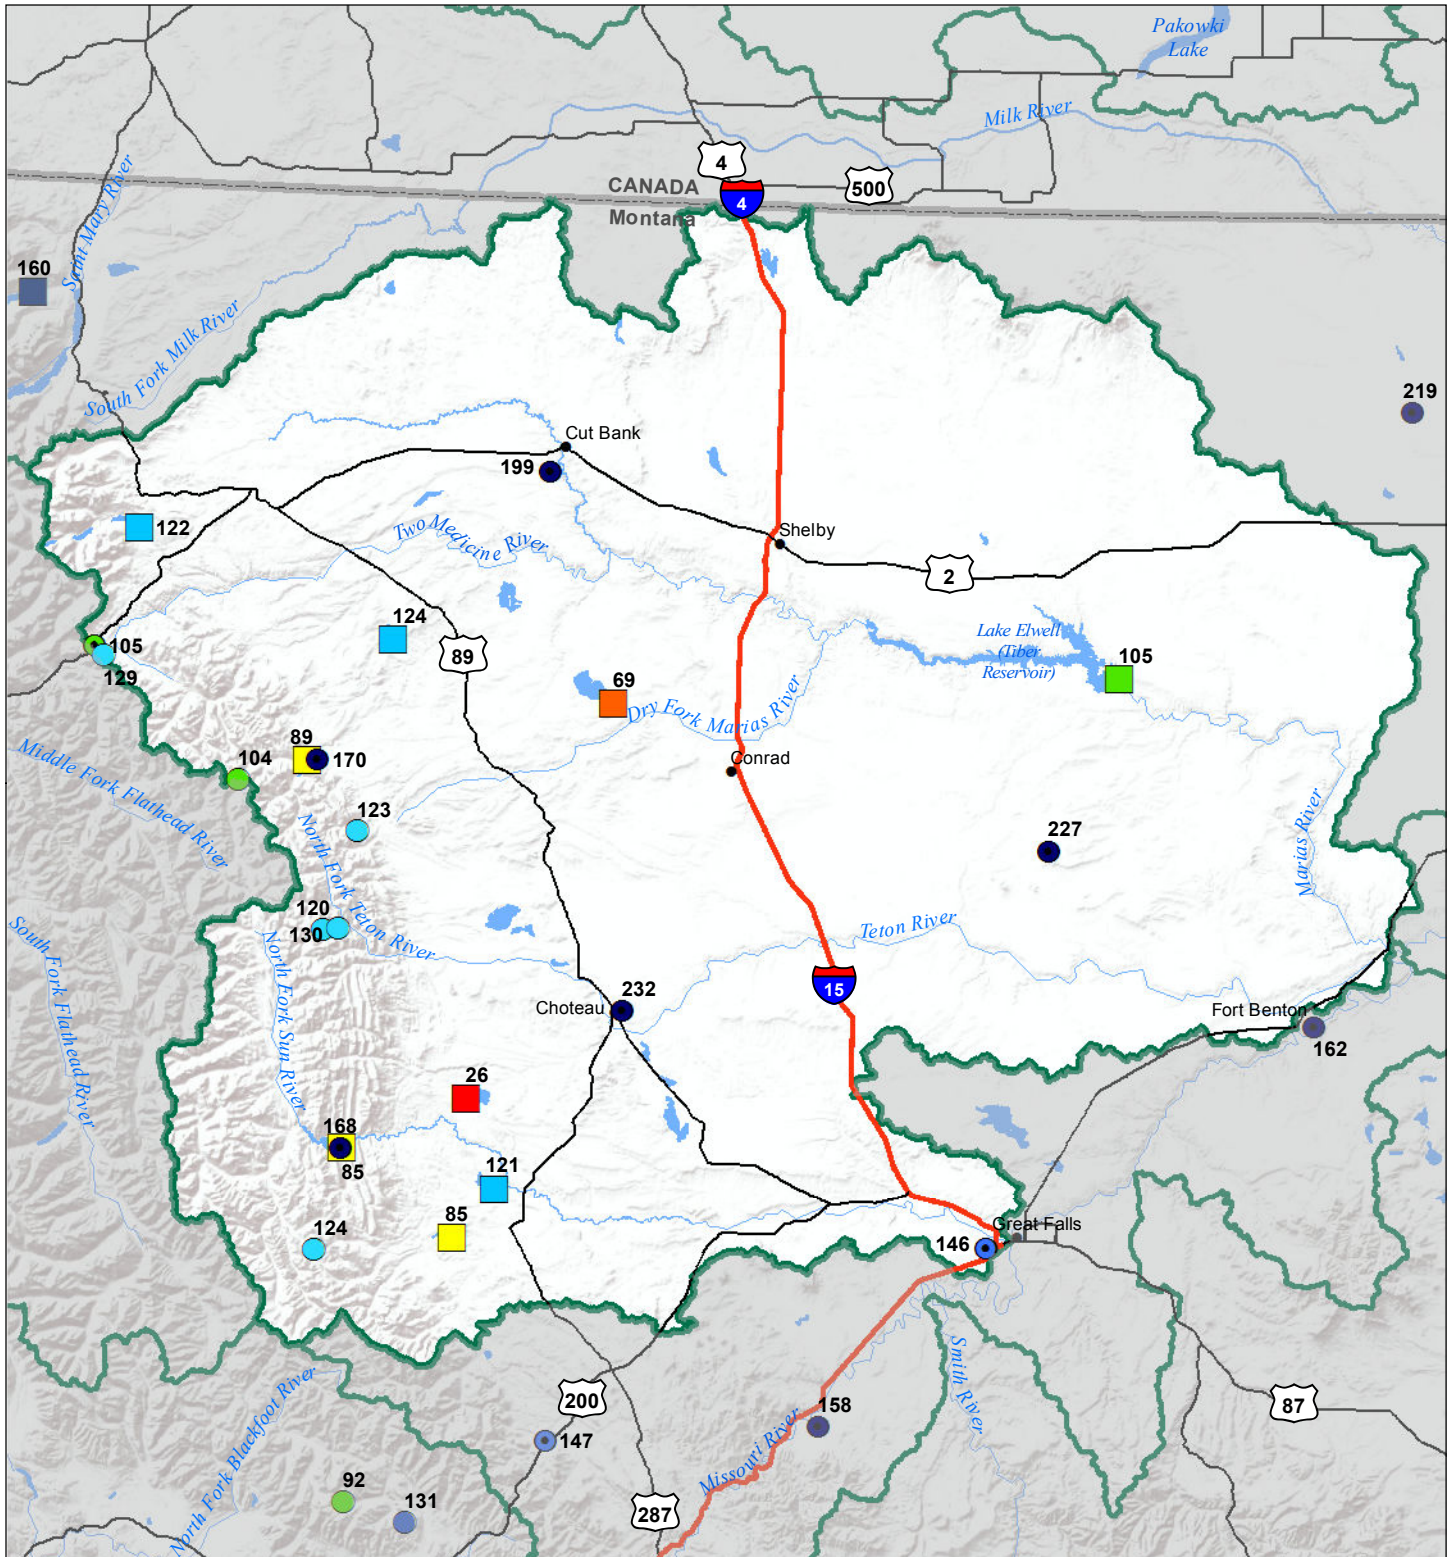 Pakowki
Lake
Milk River
4
CANADA
4
500
Montana
Saint Mary River
160
South Fork Milk River
219
Cut Bank
199
122
Two Medicine River
Shelby
2
124
89
Lake Elwell
(Tiber
Reservoir)
105
129
105
69
Dry Fork Marias River
Middle Fork Flathead River
104
89
170
Conrad
123
North Fork Teton River
227
Marias River
120
130
South Fork Flathead River
North Fork Sun River
Teton River
232
Choteau
15
Fort Benton
162
26
168
85
121
85
124
146
Great Falls
Smith River
200
147
158
87
Missouri River
North Fork Blackfoot River
92
131
287